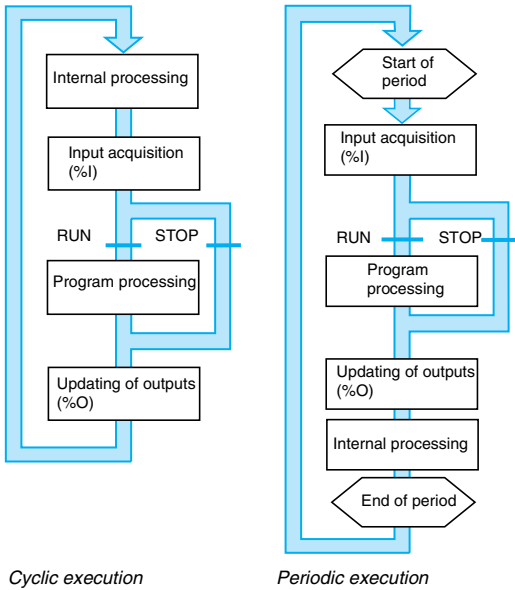 Internal processing
Input acquisition
(%I)
RUN
STOP
Program processing
Updating of outputs
(%O)
Cyclic execution
Start of
period
Input acquisition
(%I)
RUN
STOP
Program
processing
Updating of outputs
(%O)
Internal processing
End of period
Periodic execution